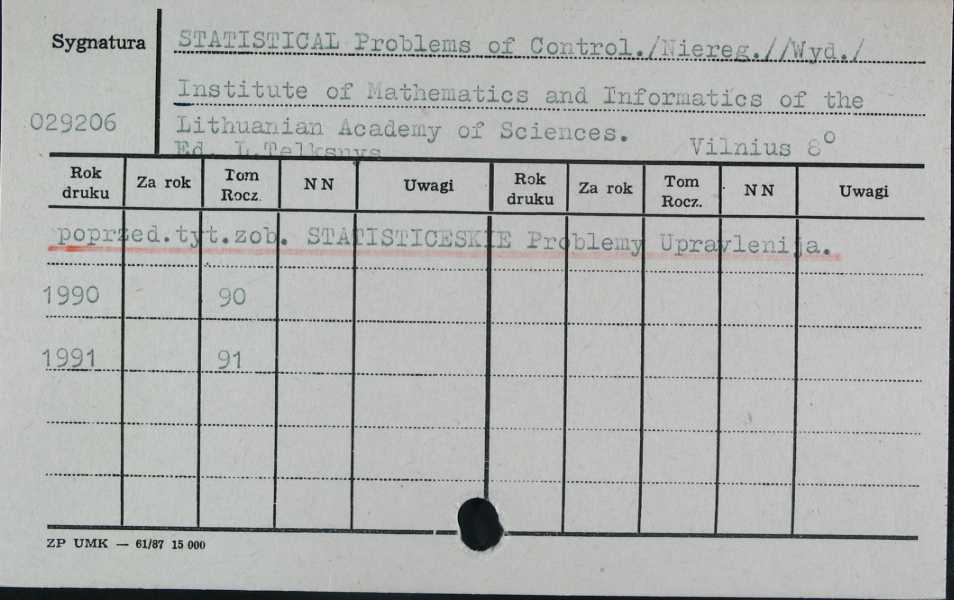 Sygnatura
STATISTICAL Problems of Control./Niereg.//Wyd./
Institute of Mathematics and Informatics of the
029206
Lithuanian Academy of Sciences.
Vilnius 8°
Ed. L.Telksnys
Rok druku Za rok Tom Rocz. N N Uwagi Rok druku Za rok Tom Rocz. N N Uwagi
poprzed.tyt.zob. STATISTICESKIE Problemy Upravlenija.
1990 90
1991 91
ZP UMK — 61/87 15 000